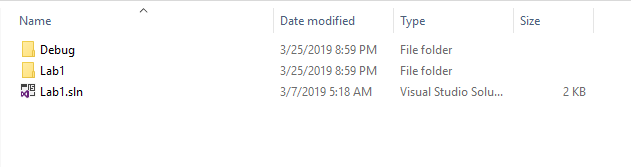 Name Date modified Type Size
Debug 3/25/2019 8:59 PM File folder
Lab1 3/25/2019 8:59 PM File folder
Lab1.sln 3/7/2019 5:18 AM Visual Studio Solu... 2 KB